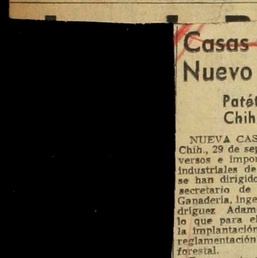 Casas
Nuevo
Patét
Chih
NUEVA CAS
Chih., 29 de sep
versos e impor
industriales de
se han dirigido
secretario de
Ganadería, inge
dríguez Adam
lo que para el
la implantación
reglamentación
forestal.